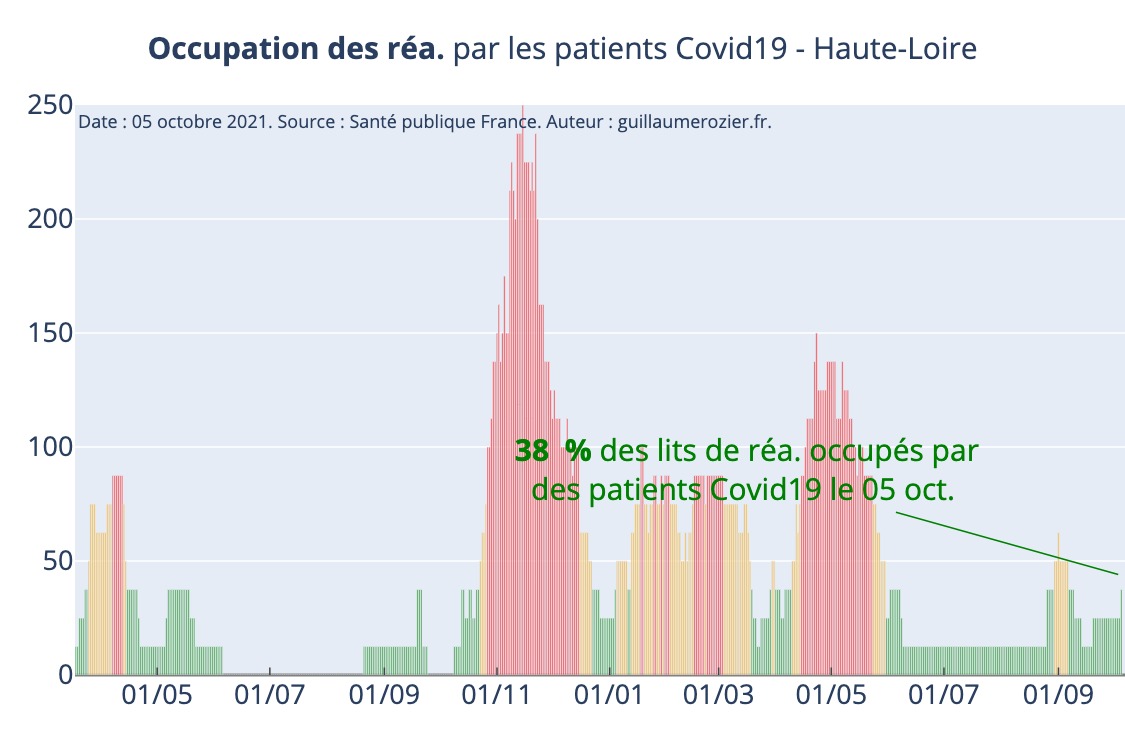 Occupation des réa. par les patients Covid19 - Haute-Loire
250
Date : 05 octobre 2021. Source : Santé publique France. Auteur : guillaumerozier.fr.
200
150
100
38 % des lits de réa. occupés par
des patients Covid19 le 05 oct.
50
0
01/05 01/07 01/09 01/11 01/01 01/03 01/05 01/07 01/09